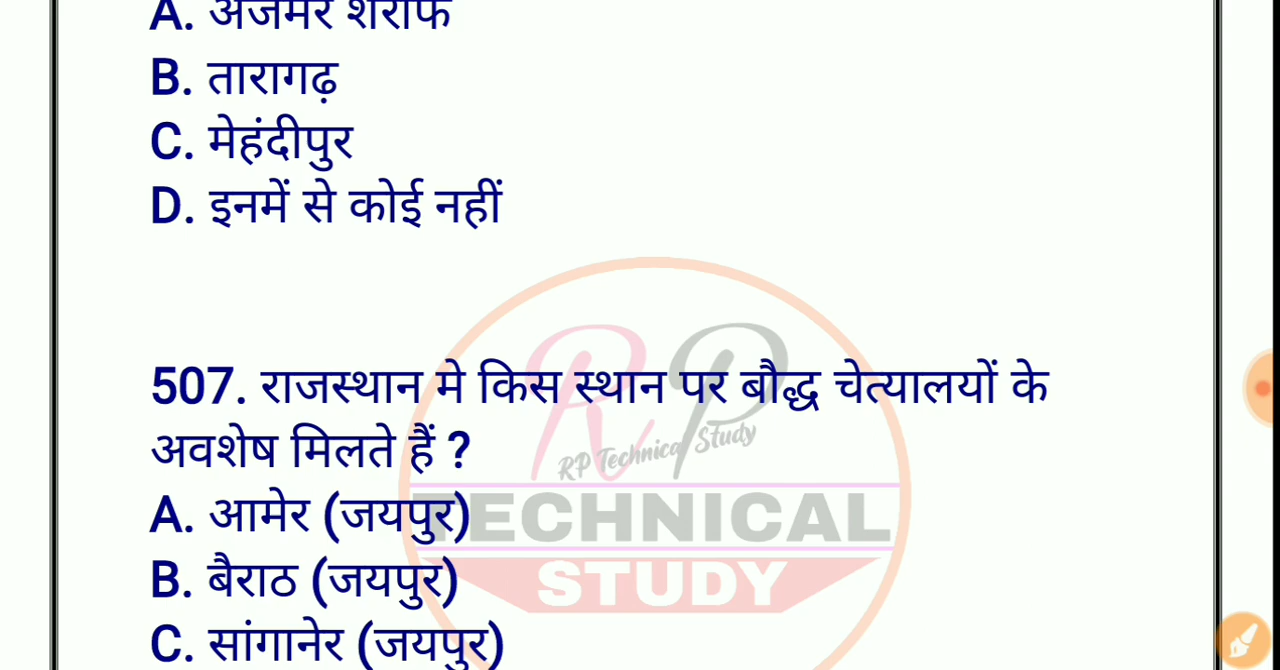 A. अजमेर शरीफ
B. तारागढ़
C. मेहंदीपुर
D. इनमें से कोई नहीं
507. राजस्थान मे किस स्थान पर बौद्ध चेत्यालयों के
अवशेष मिलते हैं ?
A. आमेर (जयपुर)
B. बैराठ (जयपुर)
C. सांगानेर (जयपुर)
RP
RP Technical Study
TECHNICAL
STUDY